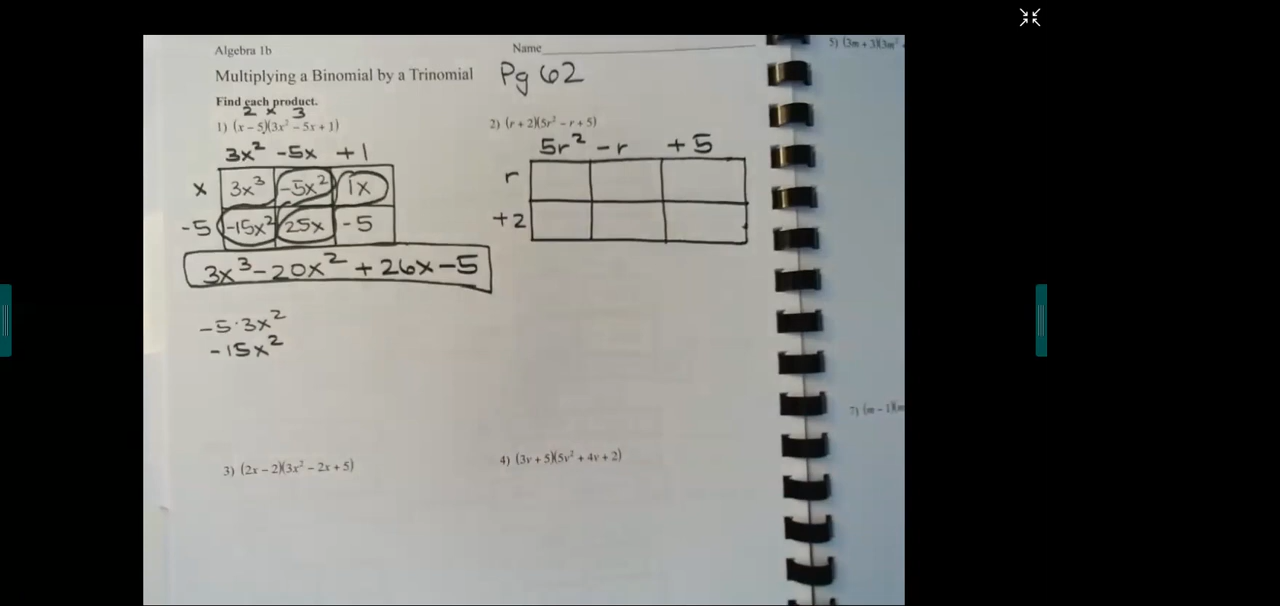 Algebra 1b
Name
Multiplying a Binomial by a Trinomial
Pg 62
Find each product.
2 x 3
1) (x – 5)(3x² – 5x + 1)
3x² -5x +1
x 3x³ -5x² 1x
-5 -15x² 25x -5
3x³-20x² + 26x-5
-5·3x²
-15x²
2) (r + 2)(5r² – r + 5)
5r² -r +5
r
+2
3) (2x – 2)(3x² – 2x + 5)
4) (3v + 5)(5v² + 4v + 2)
5) (3m + 3)(3m²
7) (m – 1)(m